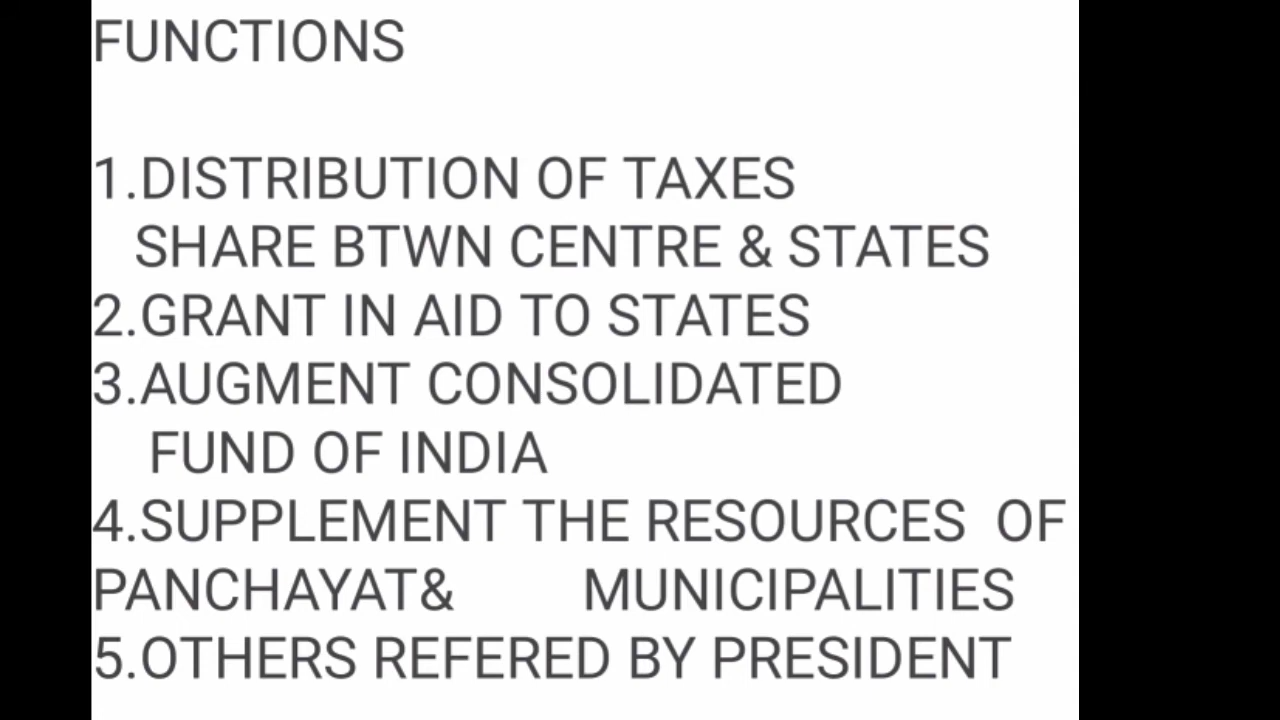 FUNCTIONS
1.DISTRIBUTION OF TAXES
SHARE BTWN CENTRE & STATES
2.GRANT IN AID TO STATES
3.AUGMENT CONSOLIDATED
FUND OF INDIA
4.SUPPLEMENT THE RESOURCES OF
PANCHAYAT& MUNICIPALITIES
5.OTHERS REFERED BY PRESIDENT